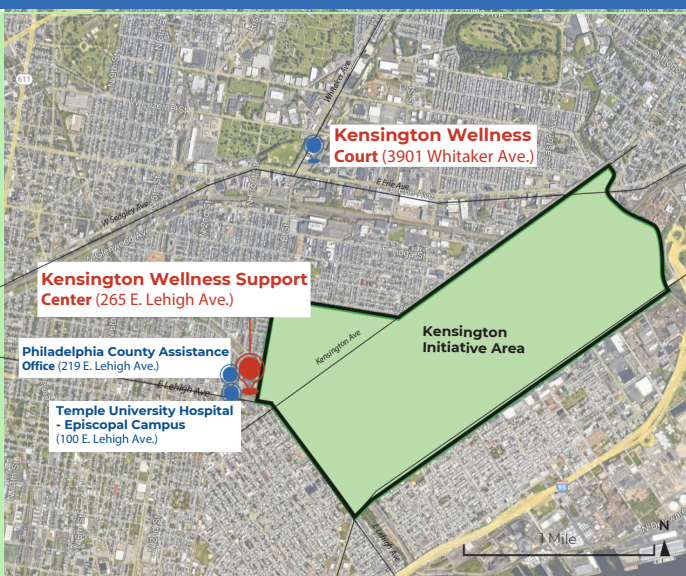 611
Whitaker Ave.
Kensington Wellness
Court (3901 Whitaker Ave.)
W Sedgley Ave
E Erie Ave
Kensington Wellness Support
Center (265 E. Lehigh Ave.)
Kensington Ave
Kensington
Initiative Area
Philadelphia County Assistance
Office (219 E. Lehigh Ave.)
E Lehigh Ave
Temple University Hospital
- Episcopal Campus
(100 E. Lehigh Ave.)
95
E Lehigh Ave
1 Mile
N